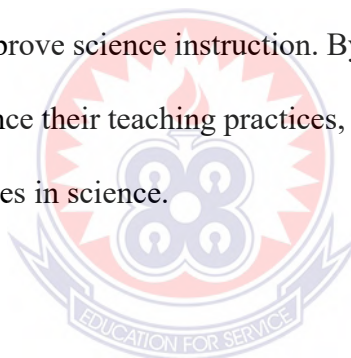 prove science instruction. By
nce their teaching practices,
es in science.
EDUCATION FOR SERVICE